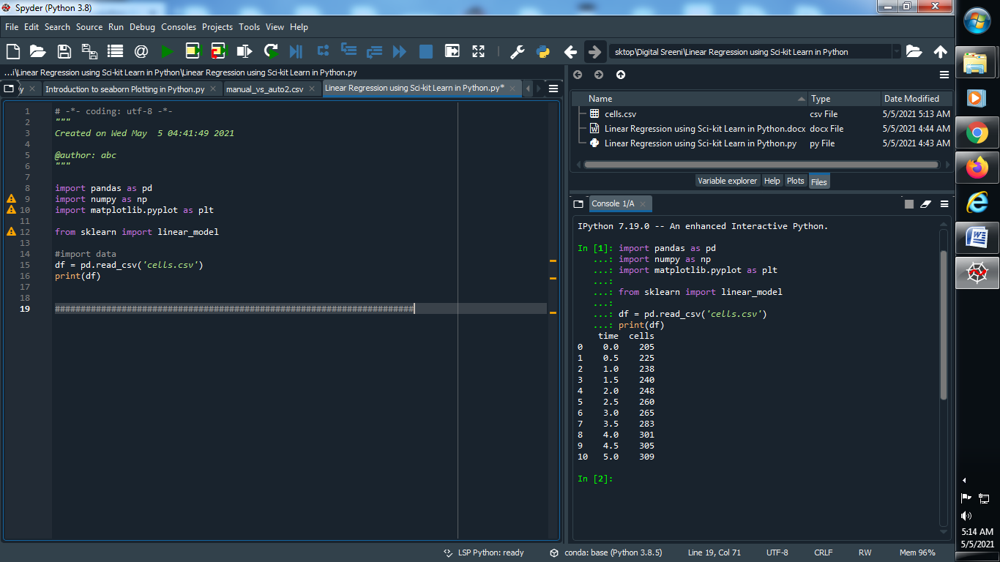 Spyder (Python 3.8)
File Edit Search Source Run Debug Consoles Projects Tools View Help
sktop\Digital Sreeni\Linear Regression using Sci-kit Learn in Python
...i\Linear Regression using Sci-kit Learn in Python\Linear Regression using Sci-kit Learn in Python.py
y Introduction to seaborn Plotting in Python.py manual_vs_auto2.csv Linear Regression using Sci-kit Learn in Python.py*
1 # -*- coding: utf-8 -*-
2 """
3 Created on Wed May  5 04:41:49 2021
4
5 @author: abc
6 """
7
8 import pandas as pd
9 import numpy as np
10 import matplotlib.pyplot as plt
11
12 from sklearn import linear_model
13
14 #import data
15 df = pd.read_csv('cells.csv')
16 print(df)
17
18
19 ######################################################################
Name Type Date Modified
cells.csv csv File 5/5/2021 5:13 AM
Linear Regression using Sci-kit Learn in Python.docx docx File 5/5/2021 4:44 AM
Linear Regression using Sci-kit Learn in Python.py py File 5/5/2021 4:43 AM
Variable explorer Help Plots Files
Console 1/A
IPython 7.19.0 -- An enhanced Interactive Python.
In [1]: import pandas as pd
...: import numpy as np
...: import matplotlib.pyplot as plt
...:
...: from sklearn import linear_model
...:
...: df = pd.read_csv('cells.csv')
...: print(df)
time cells
0 0.0 205
1 0.5 225
2 1.0 238
3 1.5 240
4 2.0 248
5 2.5 260
6 3.0 265
7 3.5 283
8 4.0 301
9 4.5 305
10 5.0 309
In [2]:
LSP Python: ready conda: base (Python 3.8.5) Line 19, Col 71 UTF-8 CRLF RW Mem 96%
5:14 AM
5/5/2021